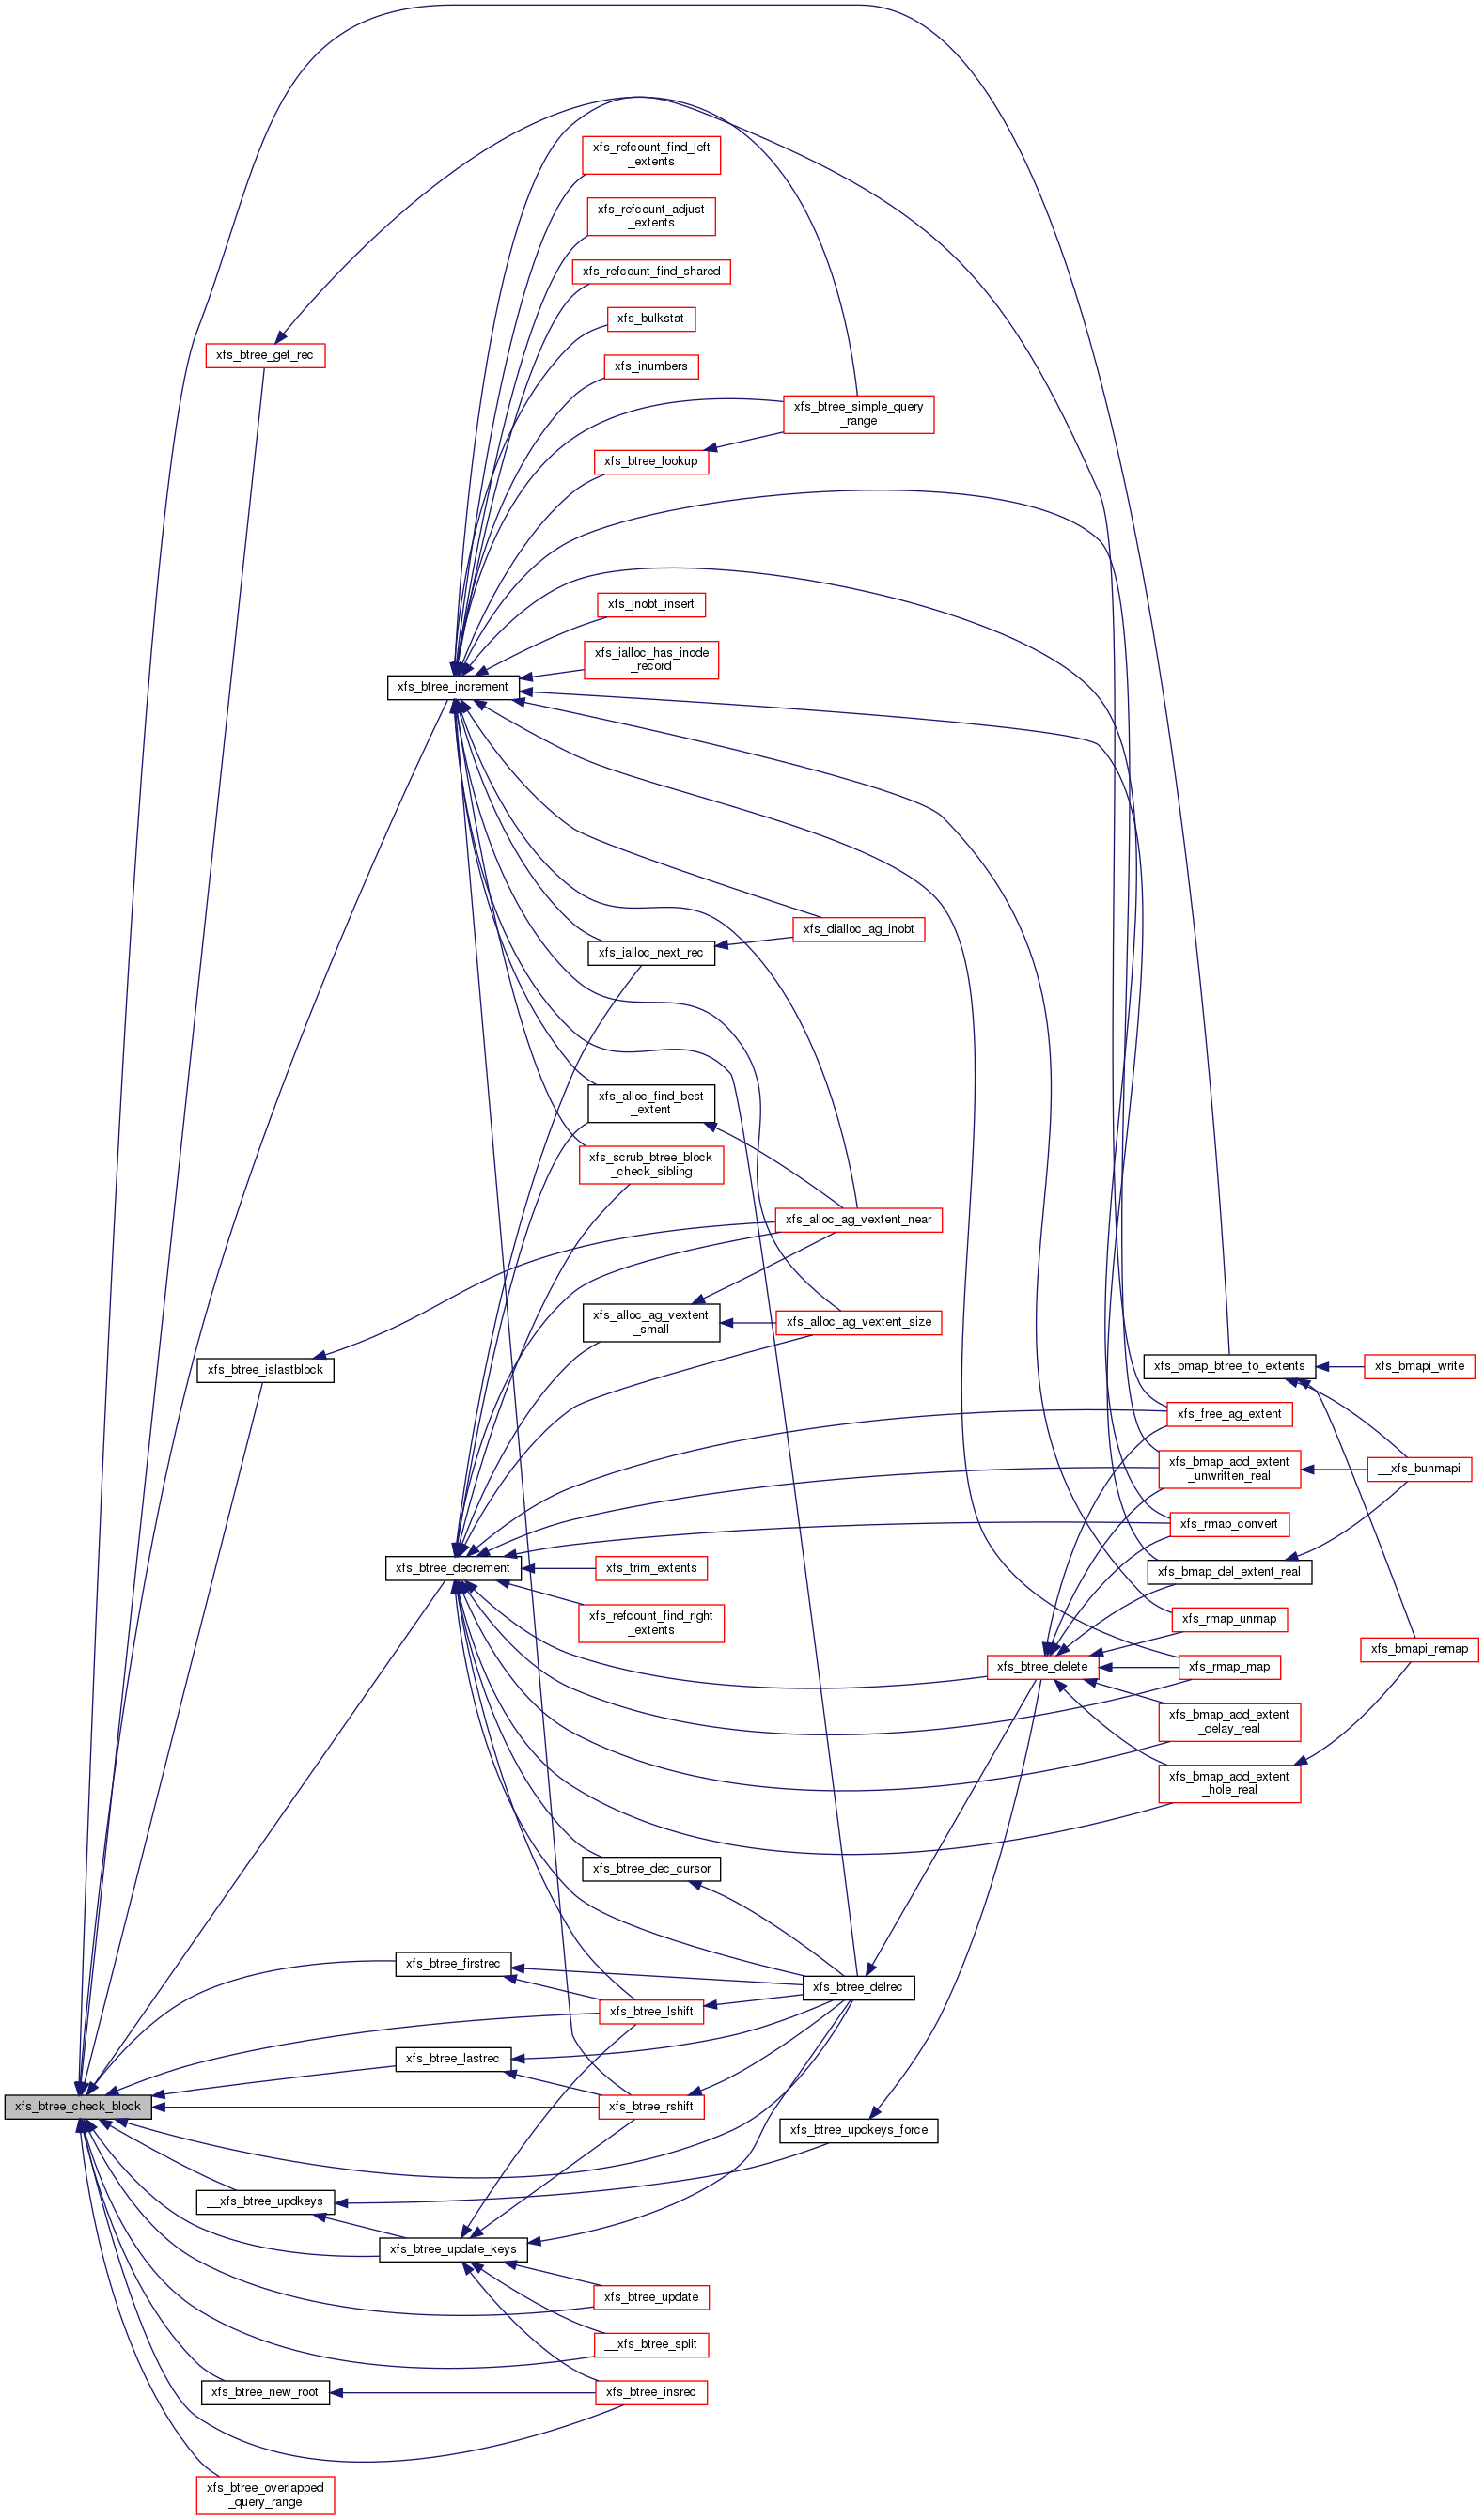 xfs_refcount_find_left
_extents
xfs_refcount_adjust
_extents
xfs_refcount_find_shared
xfs_bulkstat
xfs_btree_get_rec
xfs_inumbers
xfs_btree_simple_query
_range
xfs_btree_lookup
xfs_inobt_insert
xfs_ialloc_has_inode
_record
xfs_btree_increment
xfs_dialloc_ag_inobt
xfs_ialloc_next_rec
xfs_alloc_find_best
_extent
xfs_scrub_btree_block
_check_sibling
xfs_alloc_ag_vextent_near
xfs_alloc_ag_vextent
_small
xfs_alloc_ag_vextent_size
xfs_btree_islastblock
xfs_bmap_btree_to_extents
xfs_bmapi_write
xfs_free_ag_extent
xfs_bmap_add_extent
_unwritten_real
__xfs_bunmapi
xfs_rmap_convert
xfs_btree_decrement
xfs_trim_extents
xfs_bmap_del_extent_real
xfs_refcount_find_right
_extents
xfs_rmap_unmap
xfs_bmapi_remap
xfs_btree_delete
xfs_rmap_map
xfs_bmap_add_extent
_delay_real
xfs_bmap_add_extent
_hole_real
xfs_btree_dec_cursor
xfs_btree_firstrec
xfs_btree_delrec
xfs_btree_lshift
xfs_btree_lastrec
xfs_btree_check_block
xfs_btree_rshift
xfs_btree_updkeys_force
__xfs_btree_updkeys
xfs_btree_update_keys
xfs_btree_update
__xfs_btree_split
xfs_btree_new_root
xfs_btree_insrec
xfs_btree_overlapped
_query_range